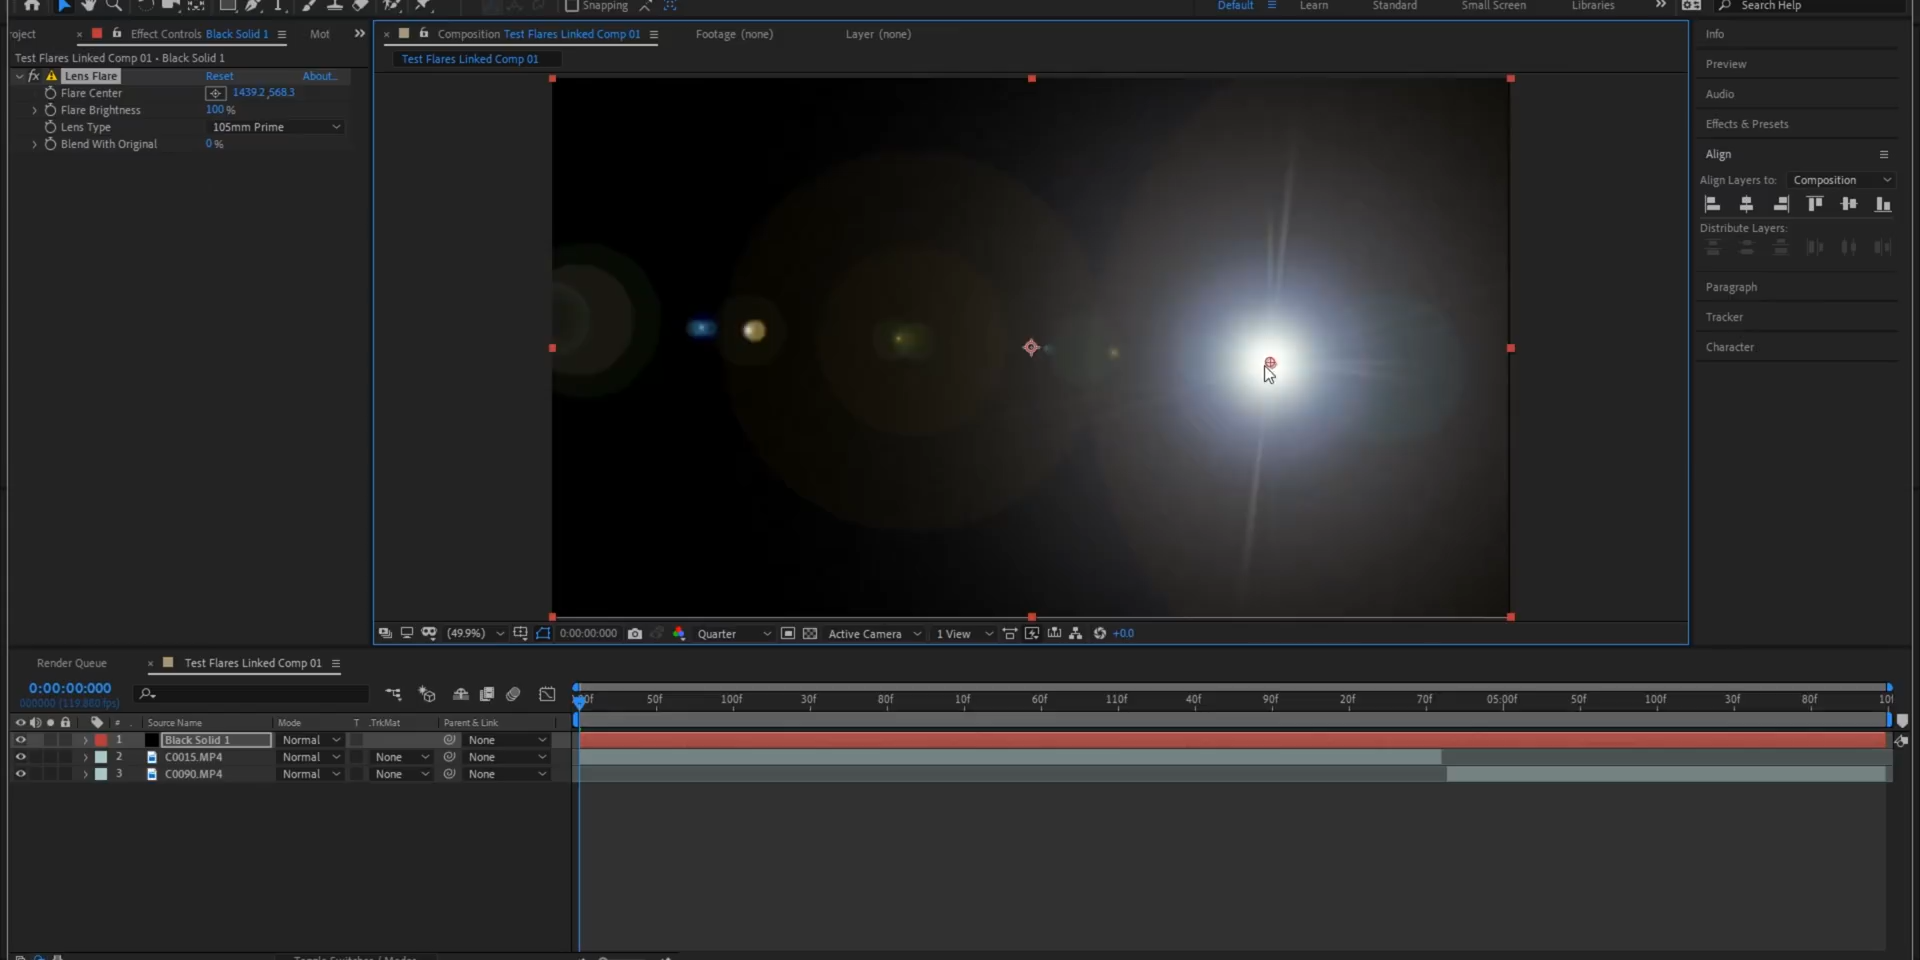 Snapping
Default
Learn
Standard
Small Screen
Libraries
Search Help
oject
Effect Controls Black Solid 1
Mot
Composition Test Flares Linked Comp 01
Footage (none)
Layer (none)
Info
Test Flares Linked Comp 01 • Black Solid 1
Test Flares Linked Comp 01
Preview
fx Lens Flare
Reset
About...
Flare Center
1439.2,568.3
Audio
Flare Brightness
100 %
Lens Type
105mm Prime
Effects & Presets
Blend With Original
0 %
Align
Align Layers to:
Composition
Distribute Layers:
Paragraph
Tracker
Character
(49.9%)
0:00:00:000
Quarter
Active Camera
1 View
+0.0
Render Queue
Test Flares Linked Comp 01
0:00:00:000
000000 (119.880 fps)
50f
100f
30f
80f
10f
60f
110f
40f
90f
20f
70f
05:00f
50f
100f
30f
80f
10
#
Source Name
Mode
T
.TrkMat
Parent & Link
1
Black Solid 1
Normal
None
2
C0015.MP4
Normal
None
None
3
C0090.MP4
Normal
None
None
Toggle Switches / Modes